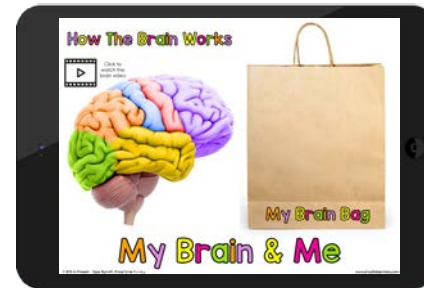 How The Brain Works
Click to
watch the
brain video
My Brain Bag
My Brain & Me